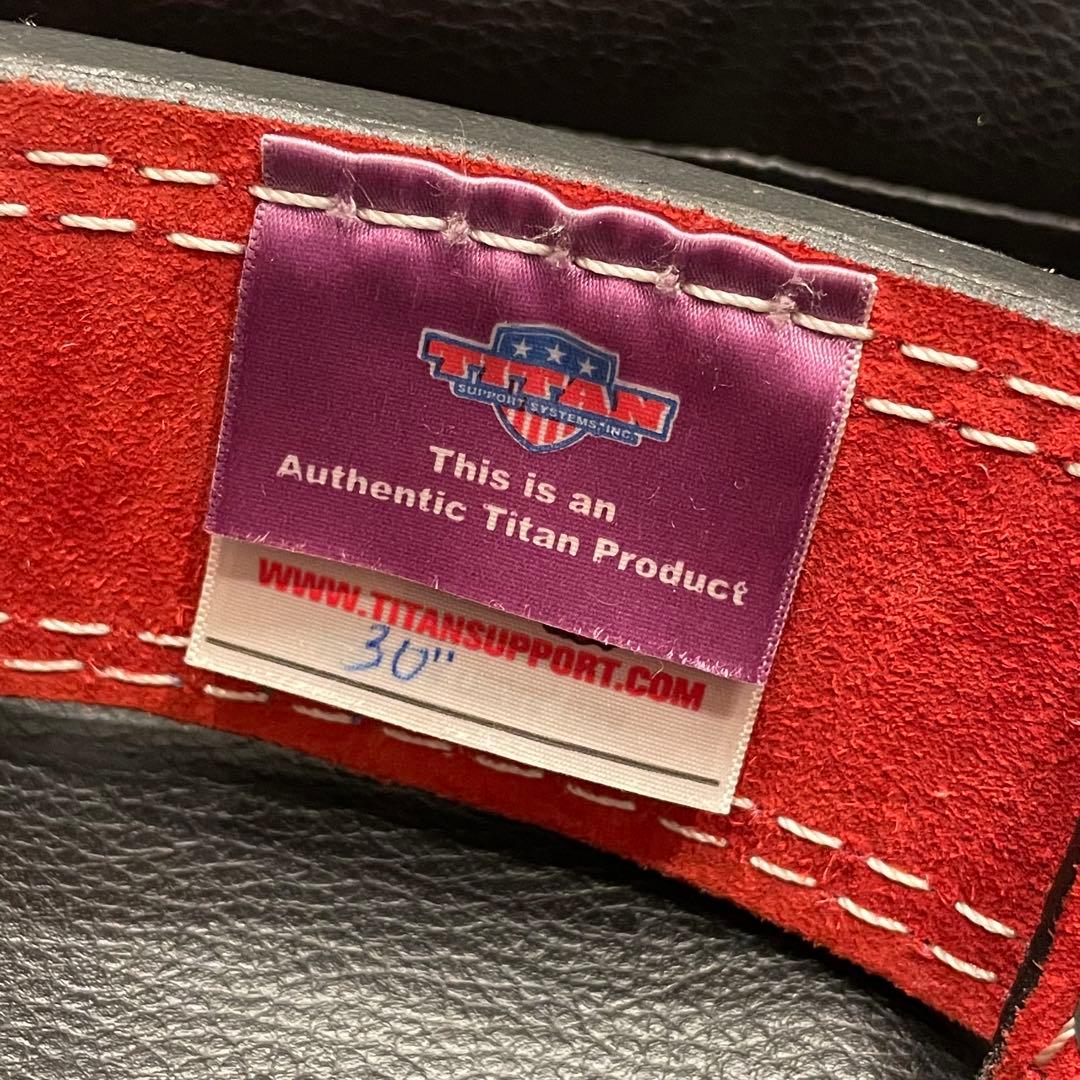 TITAN
SUPPORT SYSTEMS, INC.
This is an
Authentic Titan Product
WWW.TITANSUPPORT.COM
30"